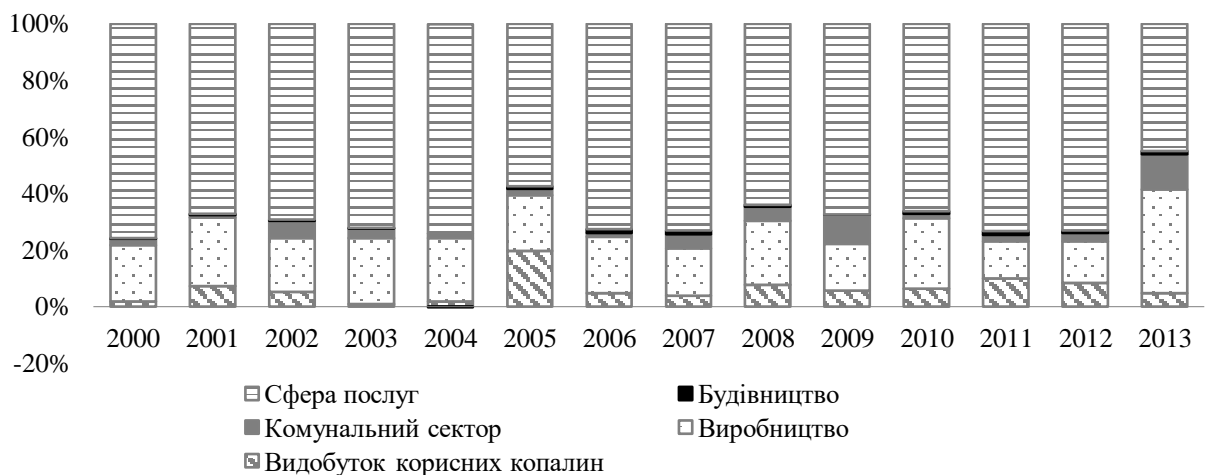 100%
80%
60%
40%
20%
0%
2000 2001 2002 2003 2004 2005 2006 2007 2008 2009 2010 2011 2012 2013
-20%
Сфера послуг Будівництво
Комунальний сектор Виробництво
Видобуток корисних копалин